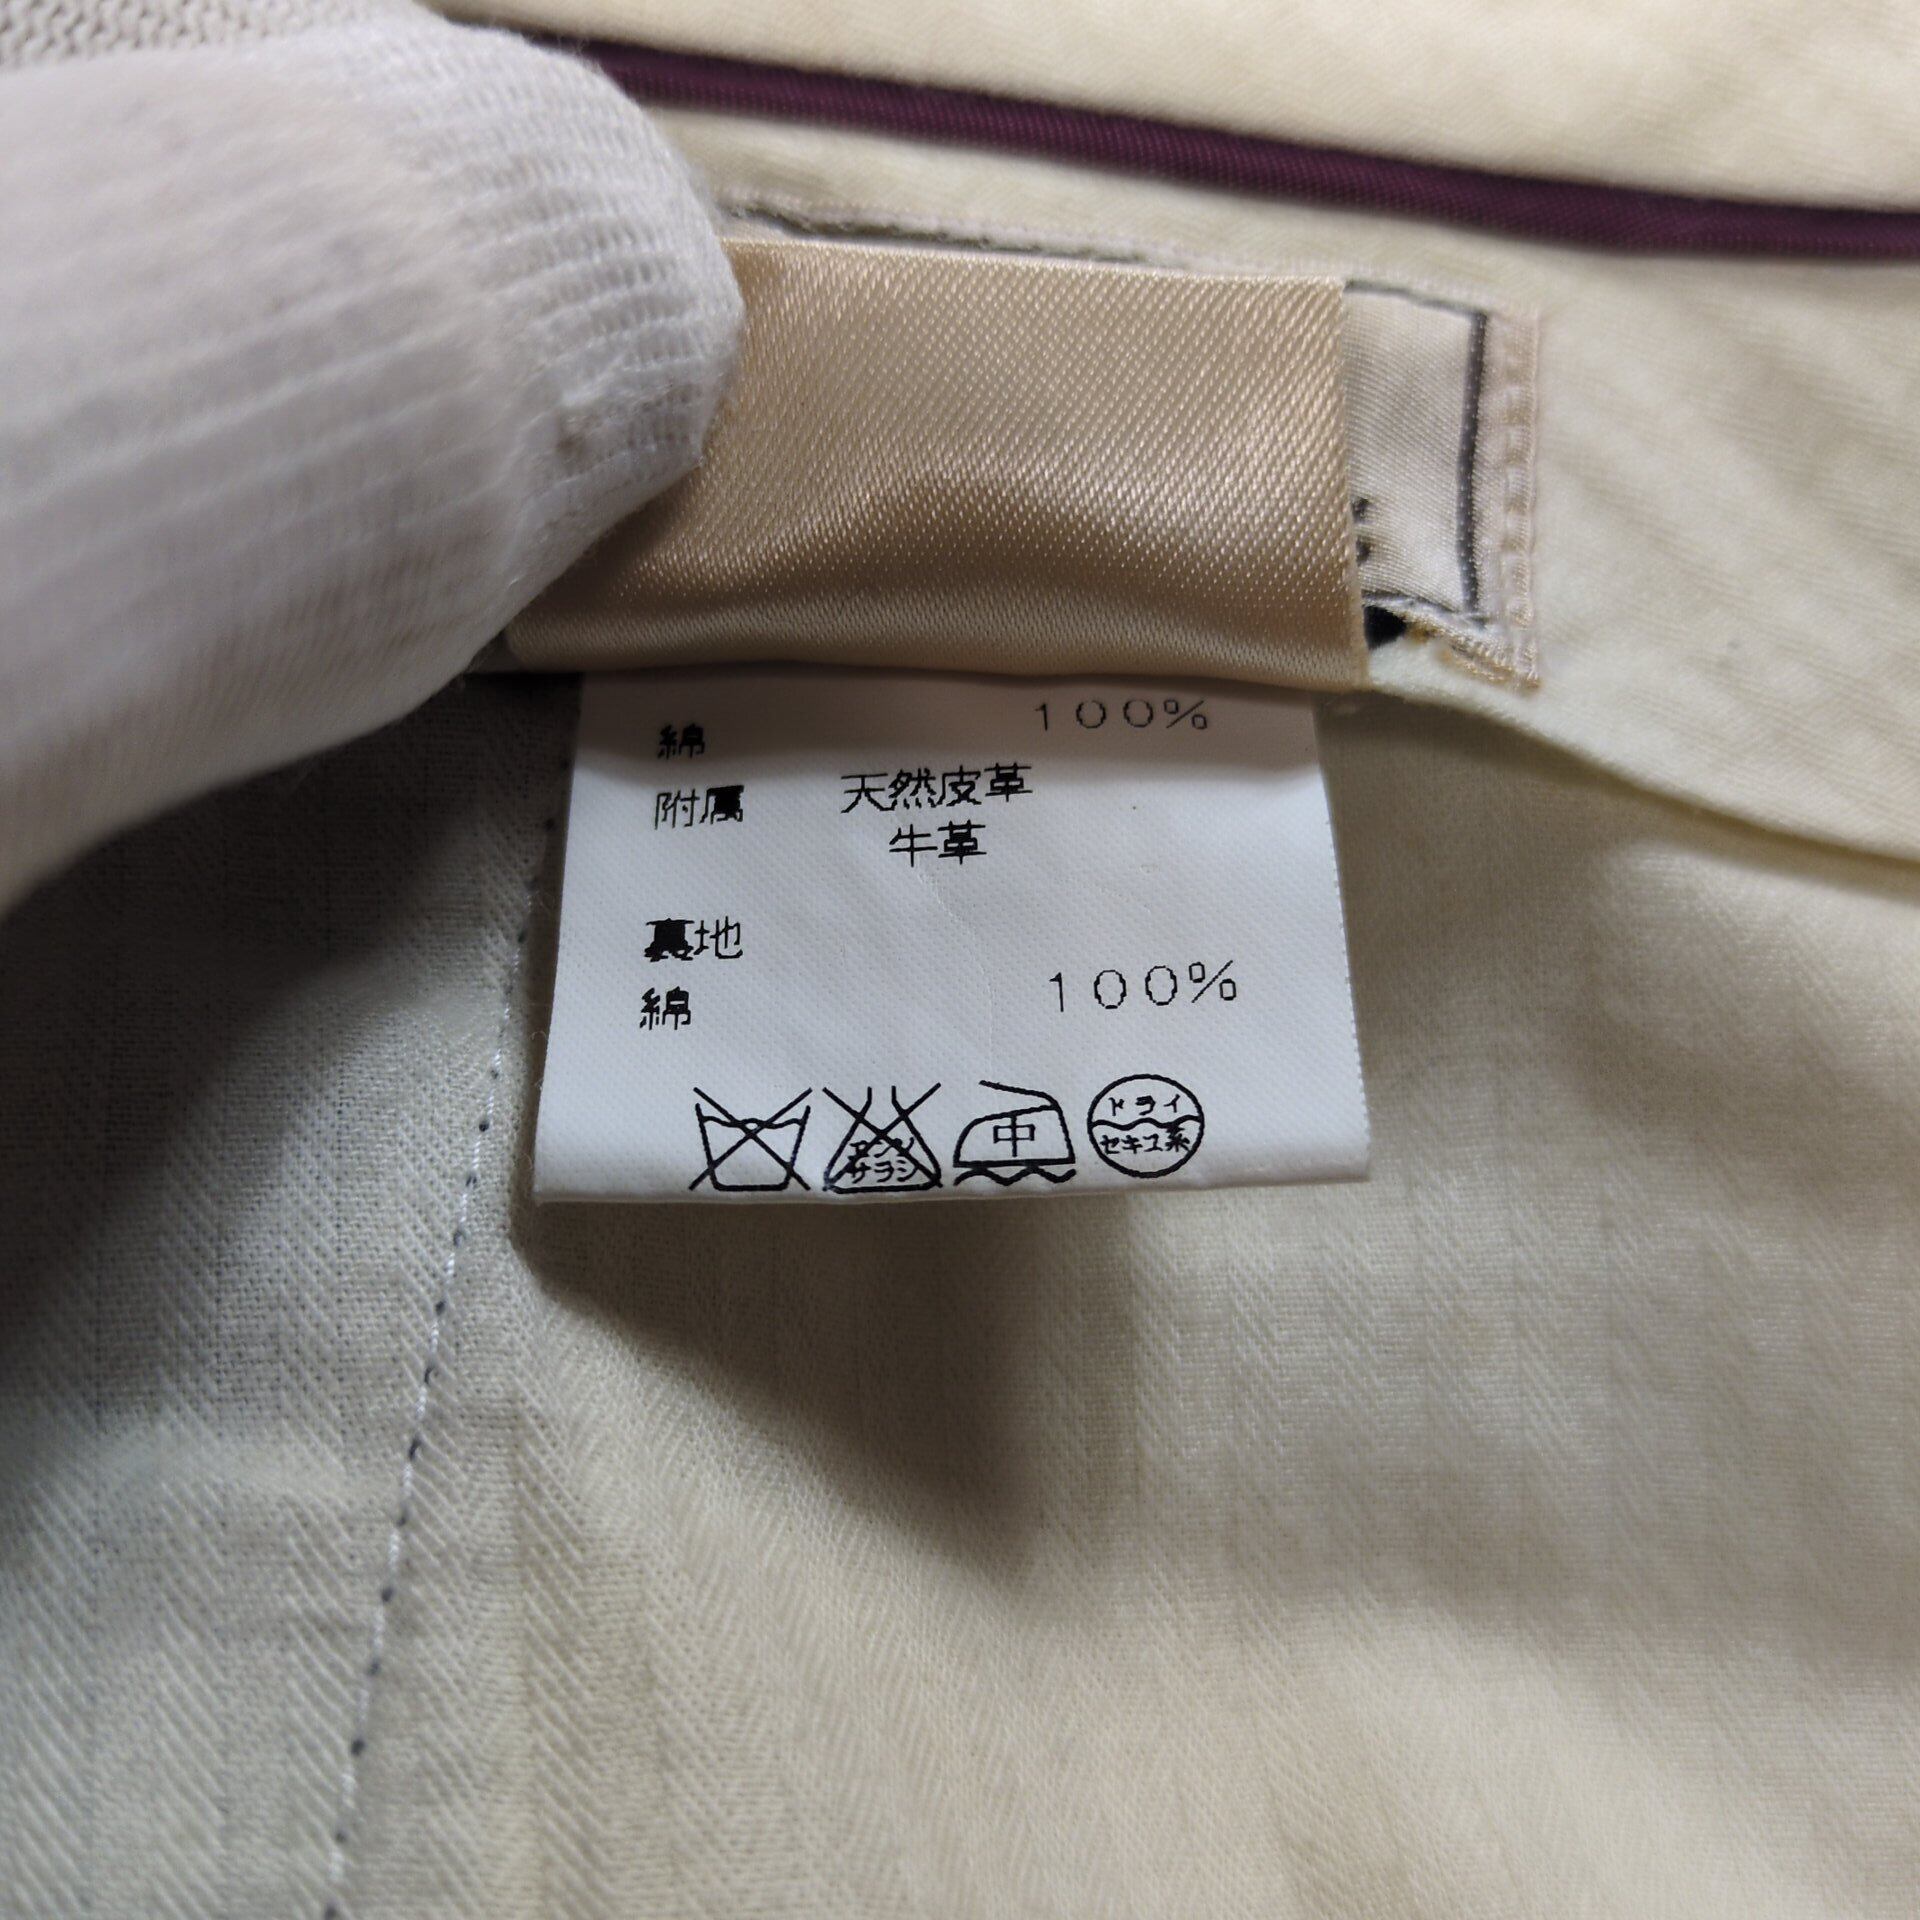 綿 100%
附属 天然皮革
牛革
裏地
綿 100%
エンソ
サラシ
中
ドライ
セキユ系